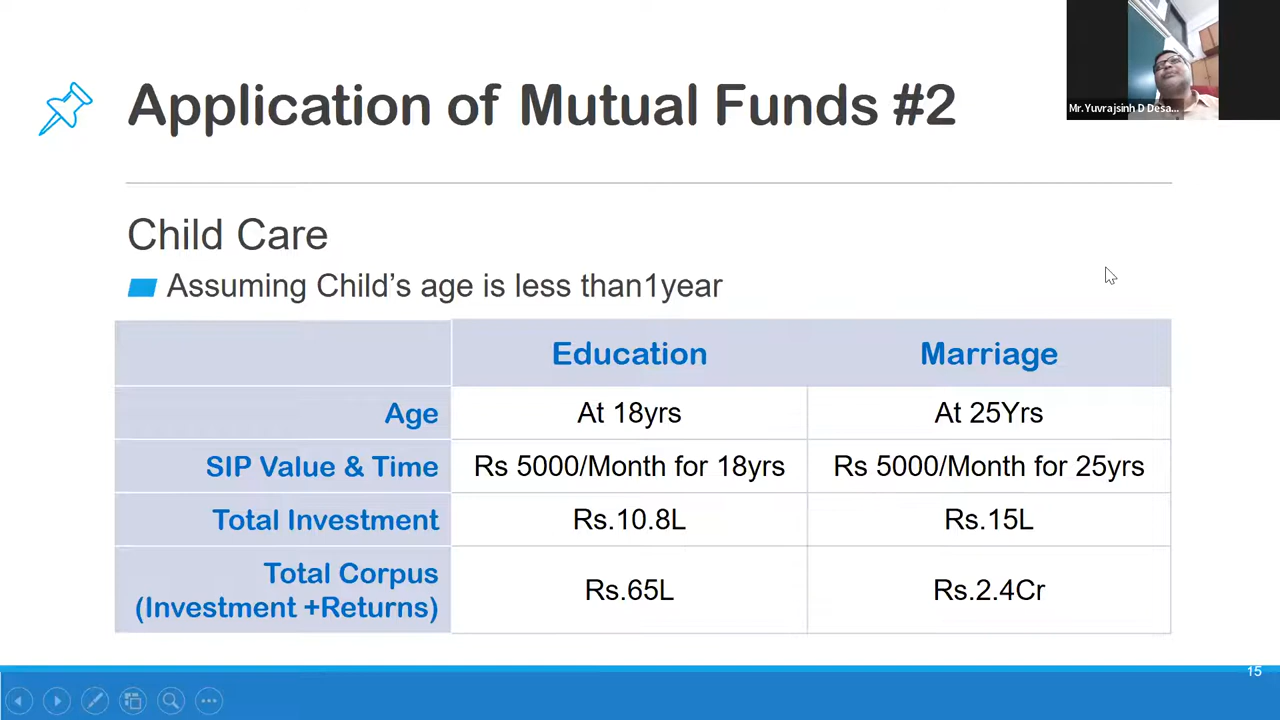 Mr.Yuvrajsinh D Desa...
Application of Mutual Funds #2
Child Care
Assuming Child’s age is less than1year
Education Marriage
Age At 18yrs At 25Yrs
SIP Value & Time Rs 5000/Month for 18yrs Rs 5000/Month for 25yrs
Total Investment Rs.10.8L Rs.15L
Total Corpus
(Investment +Returns) Rs.65L Rs.2.4Cr
15